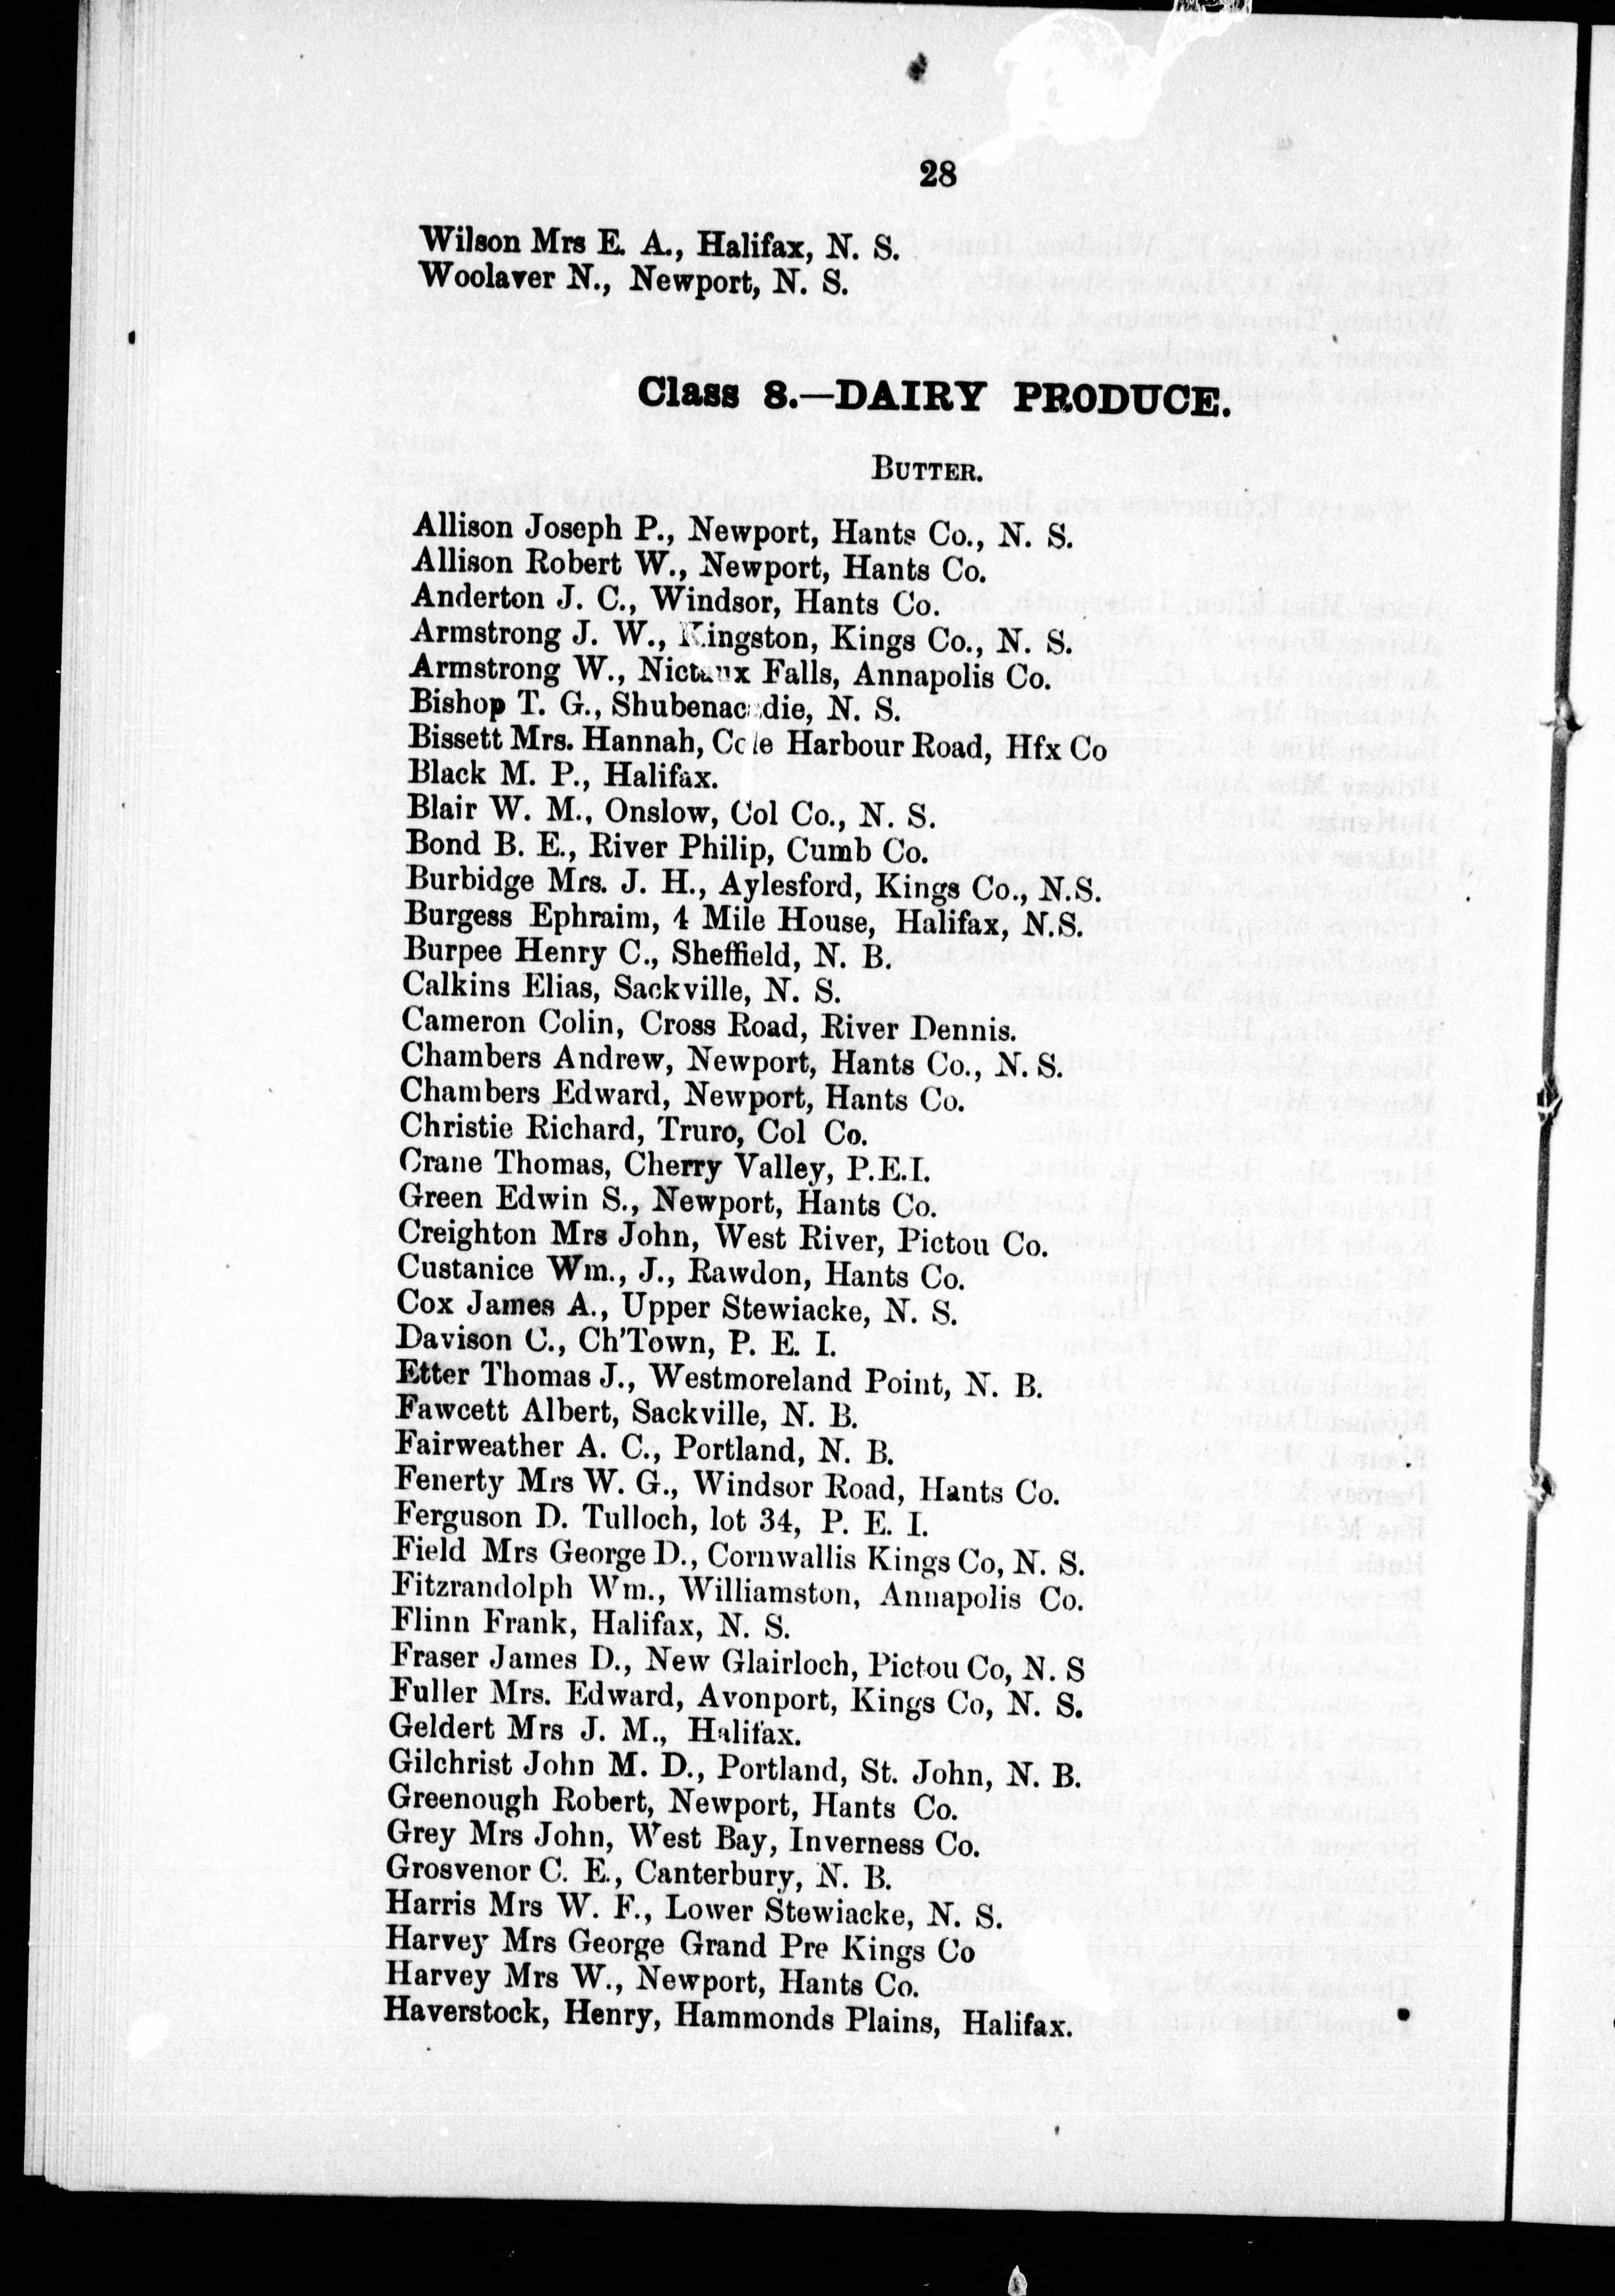 28
Wilson Mrs E. A., Halifax, N. S.
Woolaver N., Newport, N. S.
Class 8.—DAIRY PRODUCE.
BUTTER.
Allison Joseph P., Newport, Hants Co., N. S.
Allison Robert W., Newport, Hants Co.
Anderton J. C., Windsor, Hants Co.
Armstrong J. W., Kingston, Kings Co., N. S.
Armstrong W., Nictaux Falls, Annapolis Co.
Bishop T. G., Shubenacadie, N. S.
Bissett Mrs. Hannah, Cole Harbour Road, Hfx Co
Black M. P., Halifax.
Blair W. M., Onslow, Col Co., N. S.
Bond B. E., River Philip, Cumb Co.
Burbidge Mrs. J. H., Aylesford, Kings Co., N.S.
Burgess Ephraim, 4 Mile House, Halifax, N.S.
Burpee Henry C., Sheffield, N. B.
Calkins Elias, Sackville, N. S.
Cameron Colin, Cross Road, River Dennis.
Chambers Andrew, Newport, Hants Co., N. S.
Chambers Edward, Newport, Hants Co.
Christie Richard, Truro, Col Co.
Crane Thomas, Cherry Valley, P.E.I.
Green Edwin S., Newport, Hants Co.
Creighton Mrs John, West River, Pictou Co.
Custanice Wm., J., Rawdon, Hants Co.
Cox James A., Upper Stewiacke, N. S.
Davison C., Ch'Town, P. E. I.
Etter Thomas J., Westmoreland Point, N. B.
Fawcett Albert, Sackville, N. B.
Fairweather A. C., Portland, N. B.
Fenerty Mrs W. G., Windsor Road, Hants Co.
Ferguson D. Tulloch, lot 34, P. E. I.
Field Mrs George D., Cornwallis Kings Co, N. S.
Fitzrandolph Wm., Williamston, Annapolis Co.
Flinn Frank, Halifax, N. S.
Fraser James D., New Glairloch, Pictou Co, N. S
Fuller Mrs. Edward, Avonport, Kings Co, N. S.
Geldert Mrs J. M., Halifax.
Gilchrist John M. D., Portland, St. John, N. B.
Greenough Robert, Newport, Hants Co.
Grey Mrs John, West Bay, Inverness Co.
Grosvenor C. E., Canterbury, N. B.
Harris Mrs W. F., Lower Stewiacke, N. S.
Harvey Mrs George Grand Pre Kings Co
Harvey Mrs W., Newport, Hants Co.
Haverstock, Henry, Hammonds Plains, Halifax.